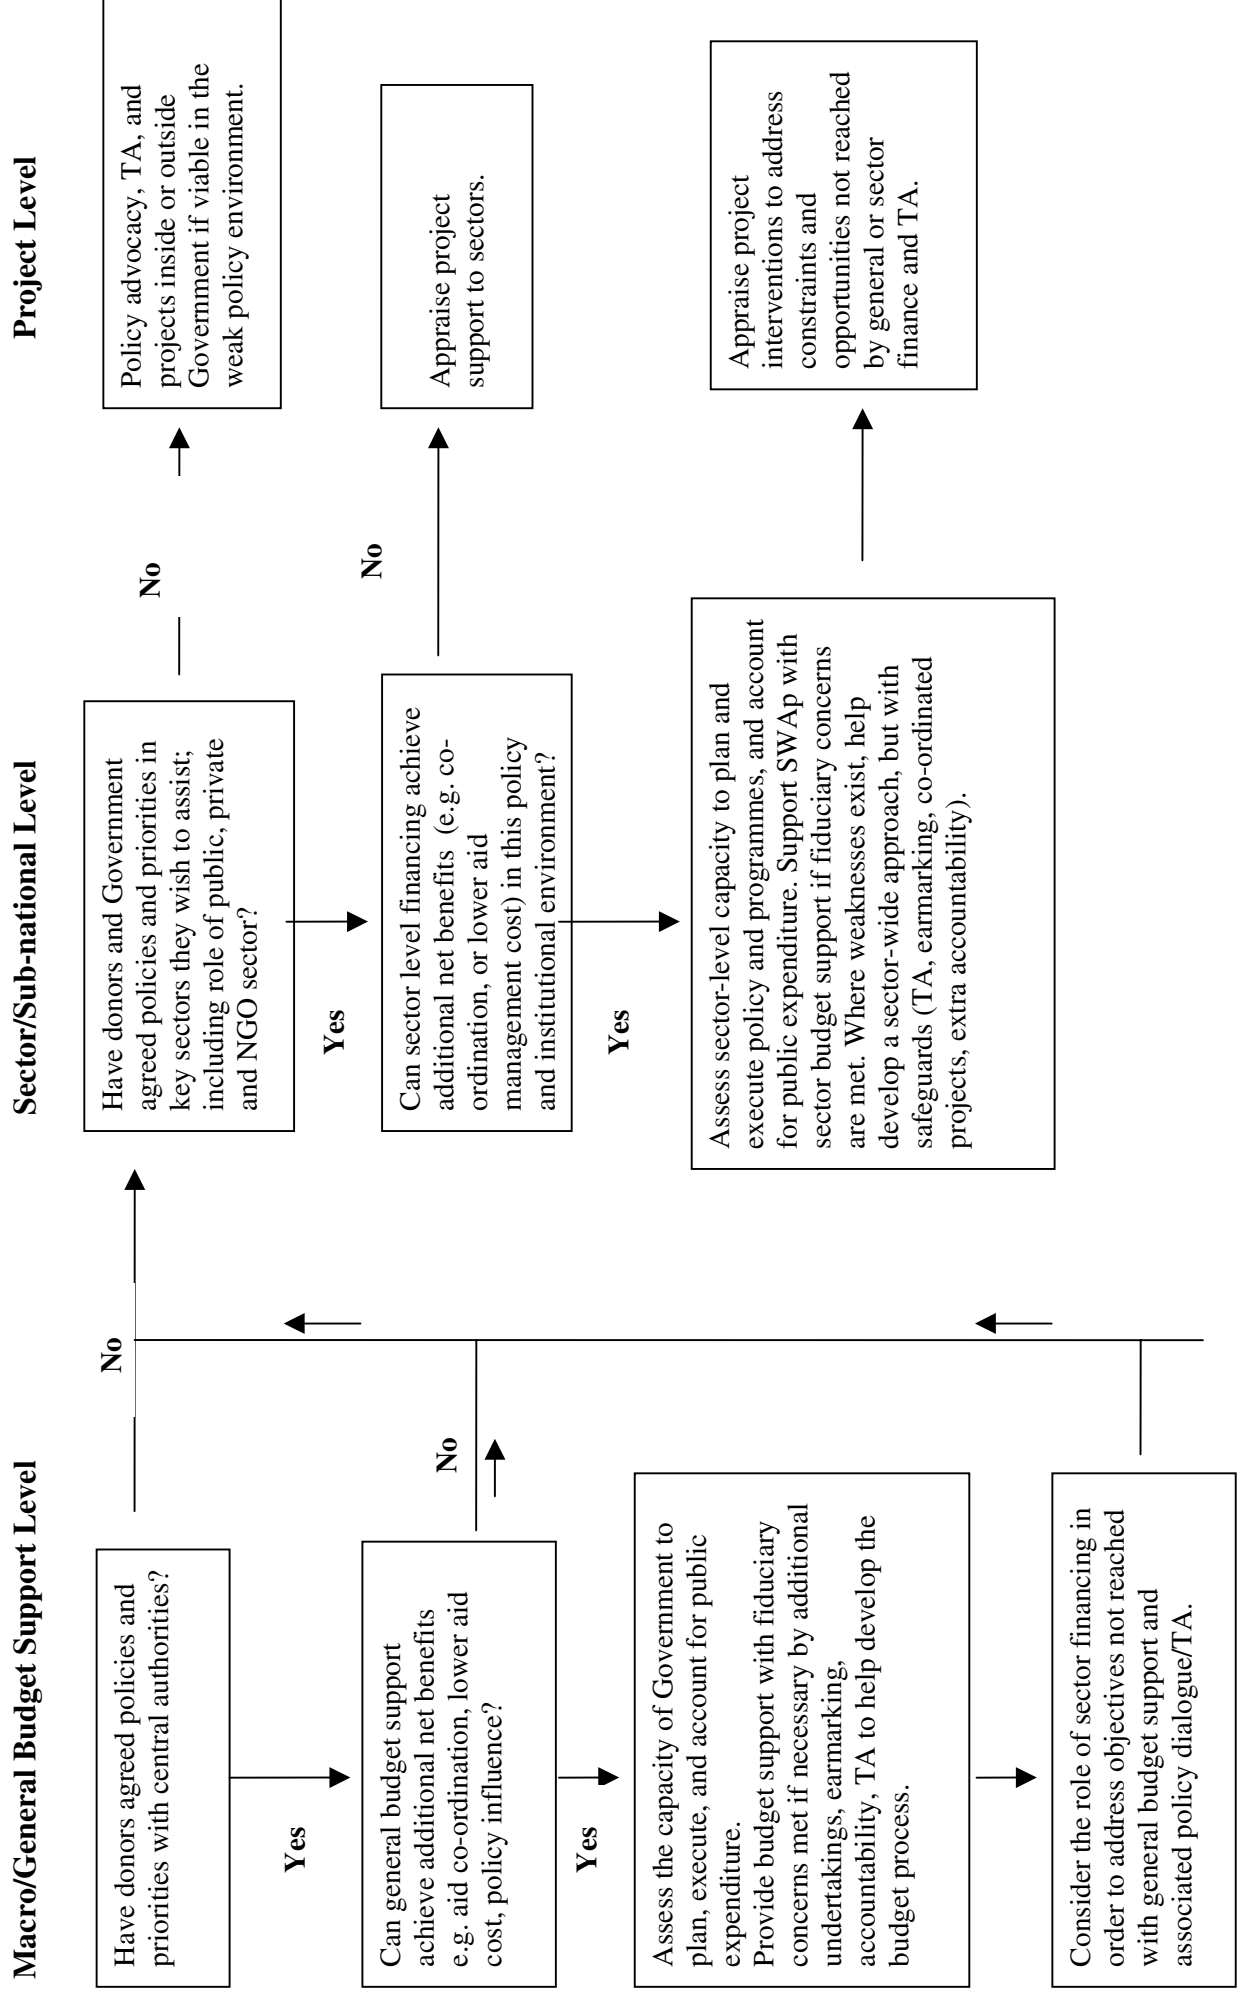 Macro/General Budget Support Level
Sector/Sub-national Level
Project Level
Have donors agreed policies and
priorities with central authorities?
No
Yes
Can general budget support
achieve additional net benefits
e.g. aid co-ordination, lower aid
cost, policy influence?
No
Yes
Assess the capacity of Government to
plan, execute, and account for public
expenditure.
Provide budget support with fiduciary
concerns met if necessary by additional
undertakings, earmarking,
accountability, TA to help develop the
budget process.
Consider the role of sector financing in
order to address objectives not reached
with general budget support and
associated policy dialogue/TA.
Have donors and Government
agreed policies and priorities in
key sectors they wish to assist;
including role of public, private
and NGO sector?
No
Yes
Can sector level financing achieve
additional net benefits (e.g. co-
ordination, or lower aid
management cost) in this policy
and institutional environment?
No
Yes
Assess sector-level capacity to plan and
execute policy and programmes, and account
for public expenditure. Support SWAp with
sector budget support if fiduciary concerns
are met. Where weaknesses exist, help
develop a sector-wide approach, but with
safeguards (TA, earmarking, co-ordinated
projects, extra accountability).
Policy advocacy, TA, and
projects inside or outside
Government if viable in the
weak policy environment.
Appraise project
support to sectors.
Appraise project
interventions to address
constraints and
opportunities not reached
by general or sector
finance and TA.